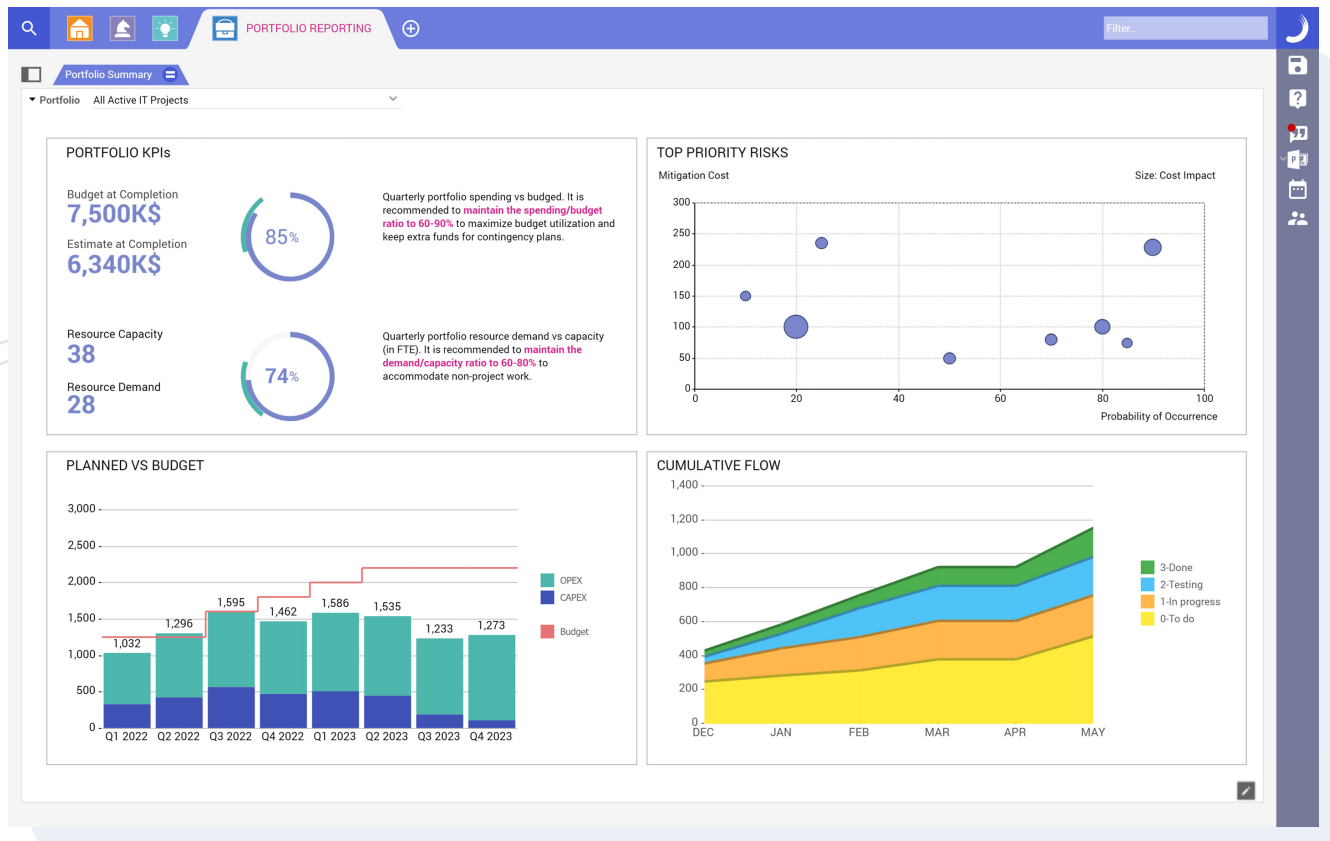 PORTFOLIO REPORTING
Filter...
Portfolio Summary
Portfolio All Active IT Projects
PORTFOLIO KPIs
Budget at Completion
7,500K$
Estimate at Completion
6,340K$
85%
Quarterly portfolio spending vs budged. It is
recommended to maintain the spending/budget
ratio to 60-90% to maximize budget utilization and
keep extra funds for contingency plans.
Resource Capacity
38
Resource Demand
28
74%
Quarterly portfolio resource demand vs capacity
(in FTE). It is recommended to maintain the
demand/capacity ratio to 60-80% to
accommodate non-project work.
TOP PRIORITY RISKS
Mitigation Cost
Size: Cost Impact
300
250
200
150
100
50
0
0 20 40 60 80 100
Probability of Occurrence
PLANNED VS BUDGET
3,000
2,500
2,000
1,500
1,000
500
0
1,032
1,296
1,595
1,462
1,586
1,535
1,233
1,273
Q1 2022 Q2 2022 Q3 2022 Q4 2022 Q1 2023 Q2 2023 Q3 2023 Q4 2023
OPEX
CAPEX
Budget
CUMULATIVE FLOW
1,400
1,200
1,000
800
600
400
200
0
DEC JAN FEB MAR APR MAY
3-Done
2-Testing
1-In progress
0-To do